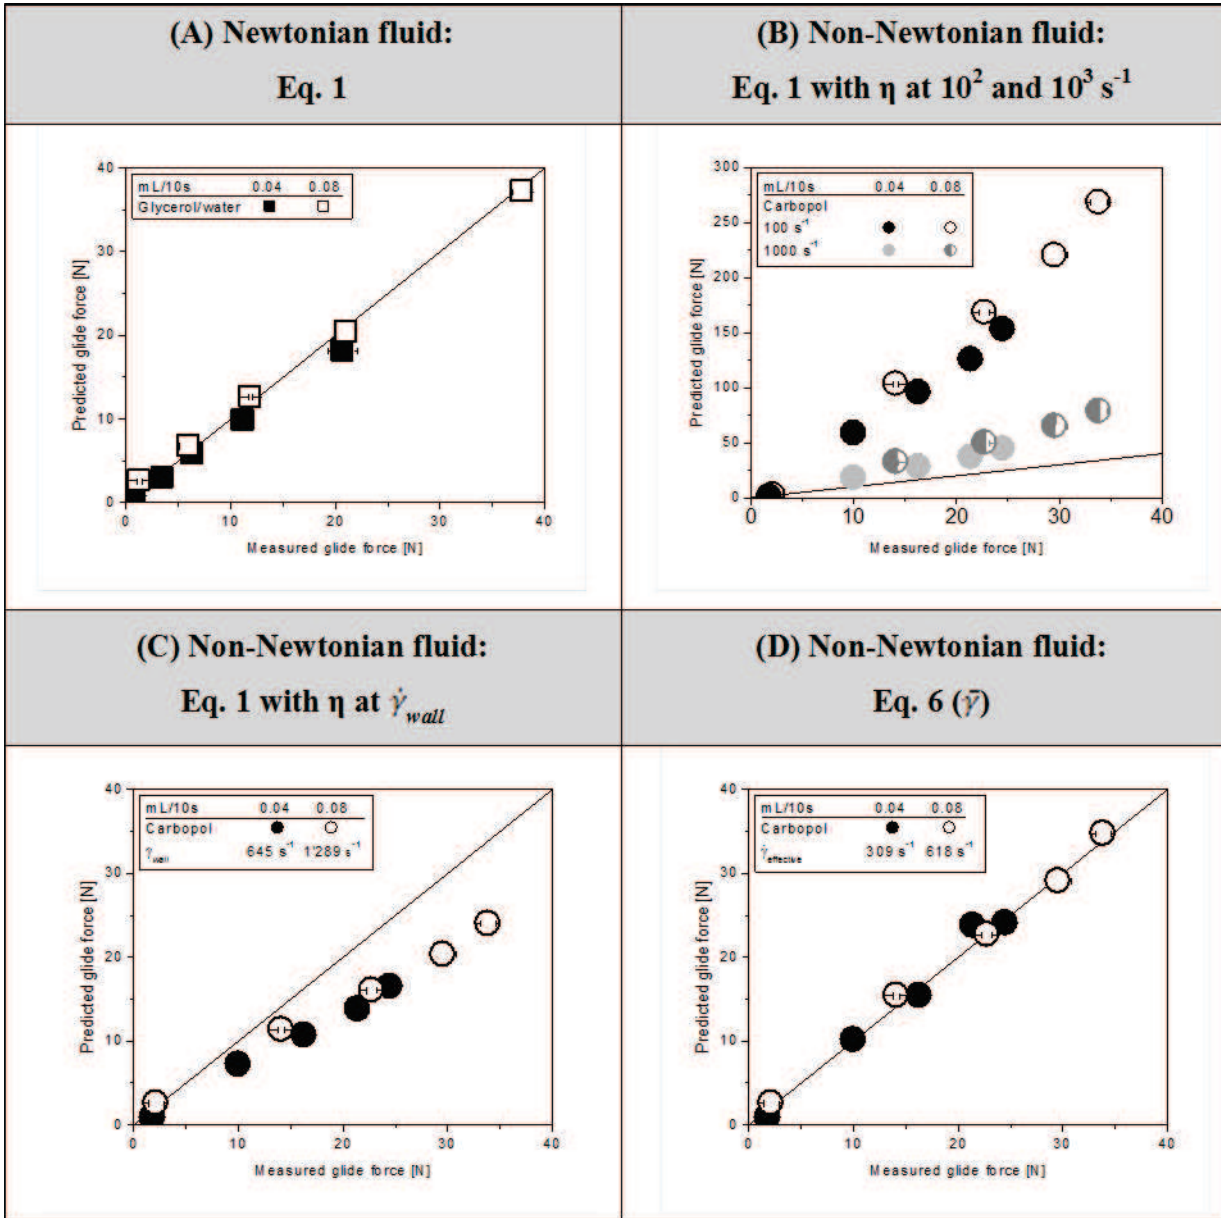 (A) Newtonian fluid:
Eq. 1
(B) Non-Newtonian fluid:
Eq. 1 with η at 10² and 10³ s⁻¹
40
30
20
10
0
Predicted glide force [N]
mL/10s 0.04 0.08
Glycerol/water
0 10 20 30 40
Measured glide force [N]
300
250
200
150
100
50
0
Predicted glide force [N]
mL/10s 0.04 0.08
Carbopol
100 s⁻¹
1000 s⁻¹
0 10 20 30 40
Measured glide force [N]
(C) Non-Newtonian fluid:
Eq. 1 with η at γ̇wall
(D) Non-Newtonian fluid:
Eq. 6 (γ̄)
40
30
20
10
0
Predicted glide force [N]
mL/10s 0.04 0.08
Carbopol
γ̇wall 645 s⁻¹ 1'289 s⁻¹
0 10 20 30 40
Measured glide force [N]
40
30
20
10
0
Predicted glide force [N]
mL/10s 0.04 0.08
Carbopol
γ̇effective 309 s⁻¹ 618 s⁻¹
0 10 20 30 40
Measured glide force [N]